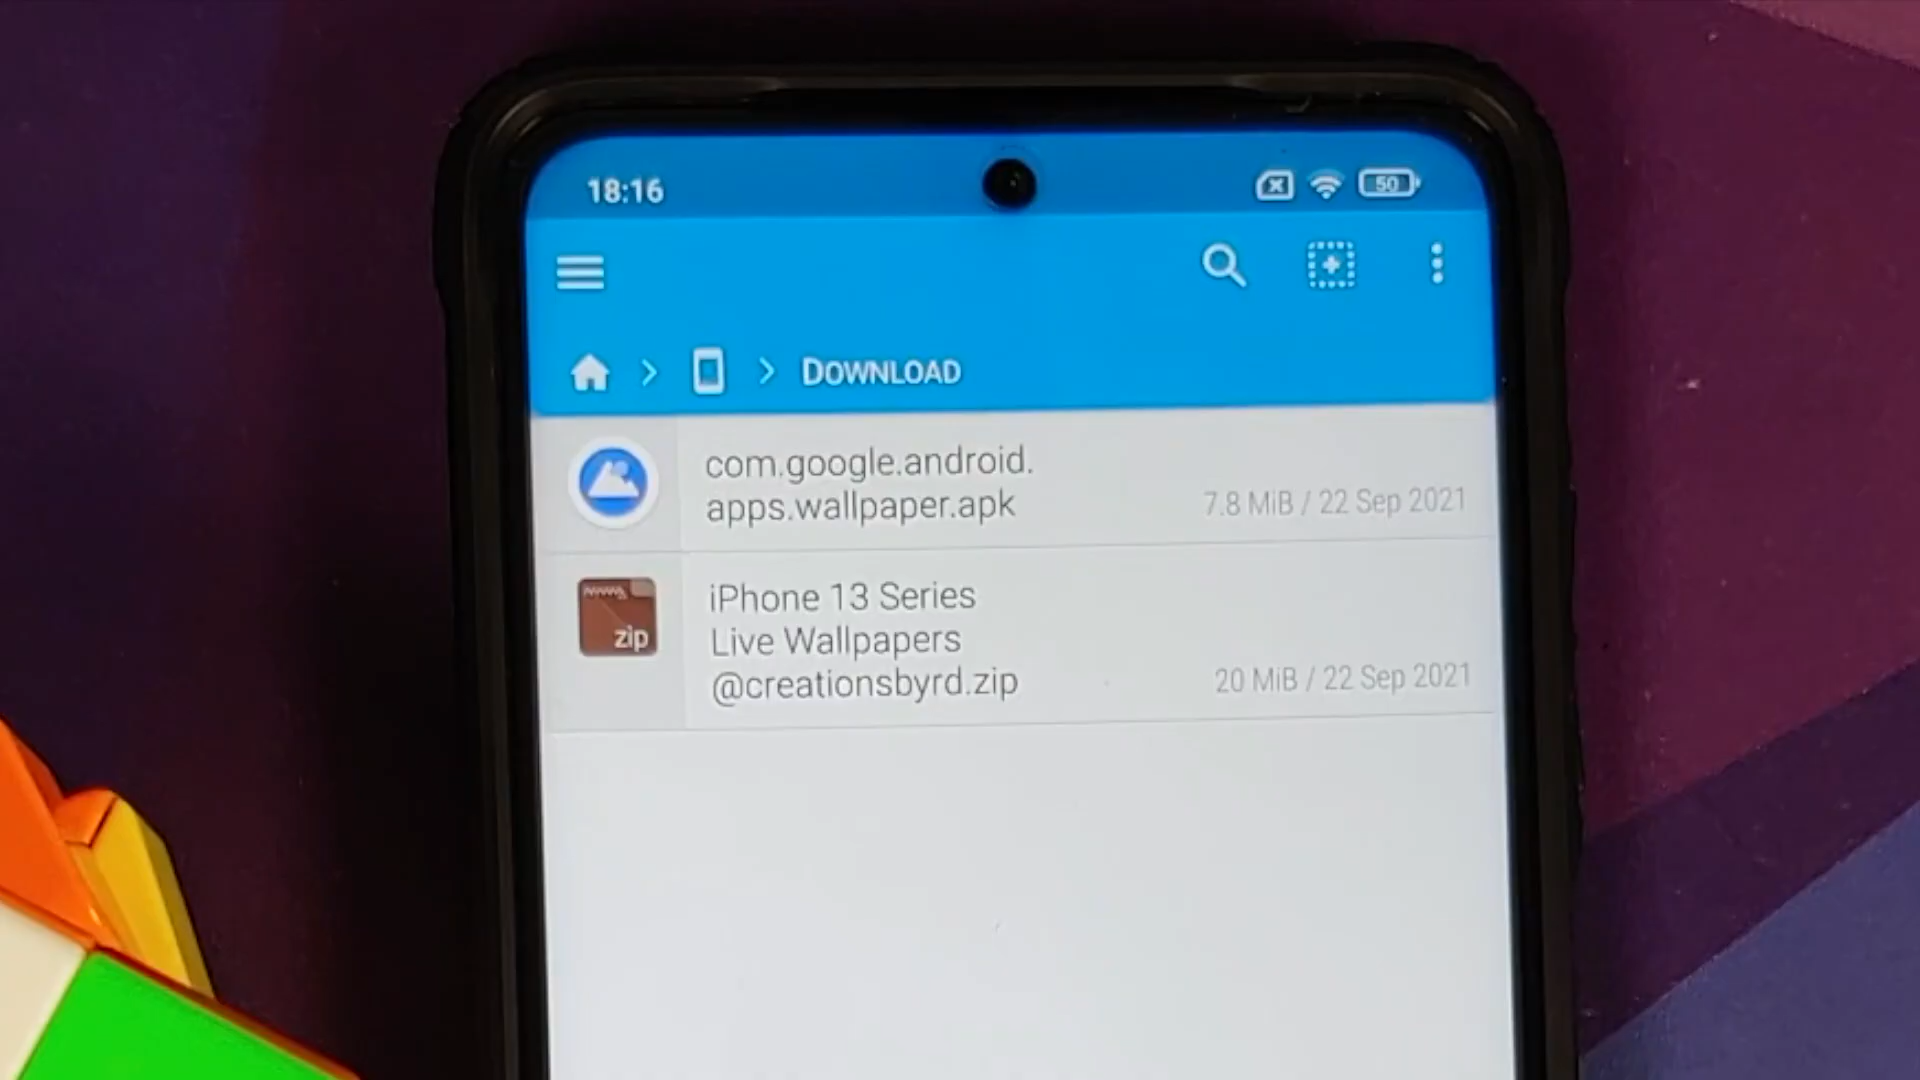 18:16
50
DOWNLOAD
com.google.android.
apps.wallpaper.apk
7.8 MiB / 22 Sep 2021
zip
iPhone 13 Series
Live Wallpapers
@creationsbyrd.zip
20 MiB / 22 Sep 2021